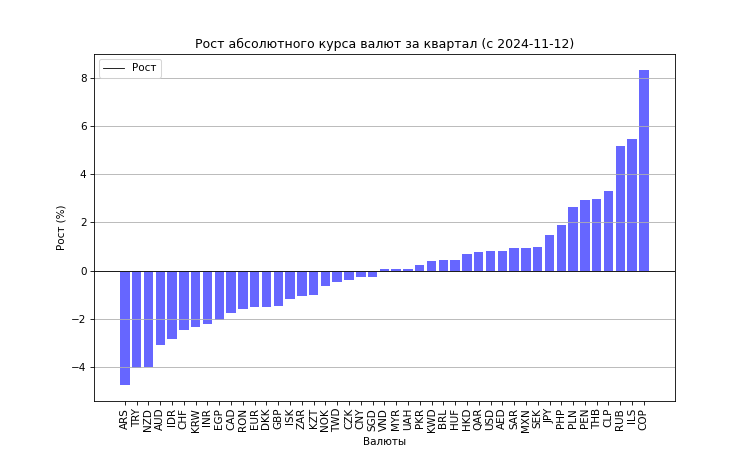 Рост абсолютного курса валют за квартал (с 2024-11-12)
Рост
8
6
4
2
0
−2
−4
Рост (%)
ARS TRY NZD AUD IDR CHF KRW INR EGP CAD RON EUR DKK GBP ISK ZAR KZT NOK TWD CZK CNY SGD VND MYR UAH PKR KWD BRL HUF HKD QAR USD AED SAR MXN SEK JPY PHP PLN PEN THB CLP RUB ILS COP
Валюты